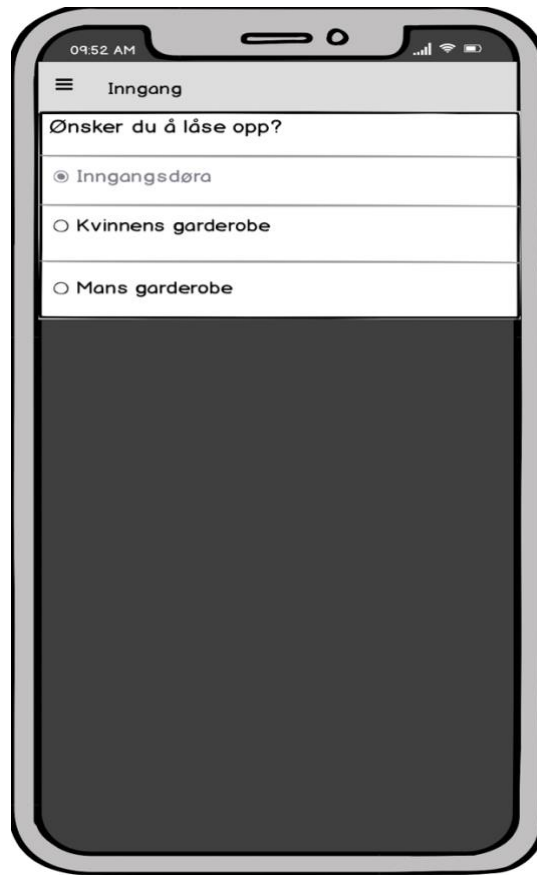 09:52 AM
Inngang
Ønsker du å låse opp?
Inngangsdøra
Kvinnens garderobe
Mans garderobe